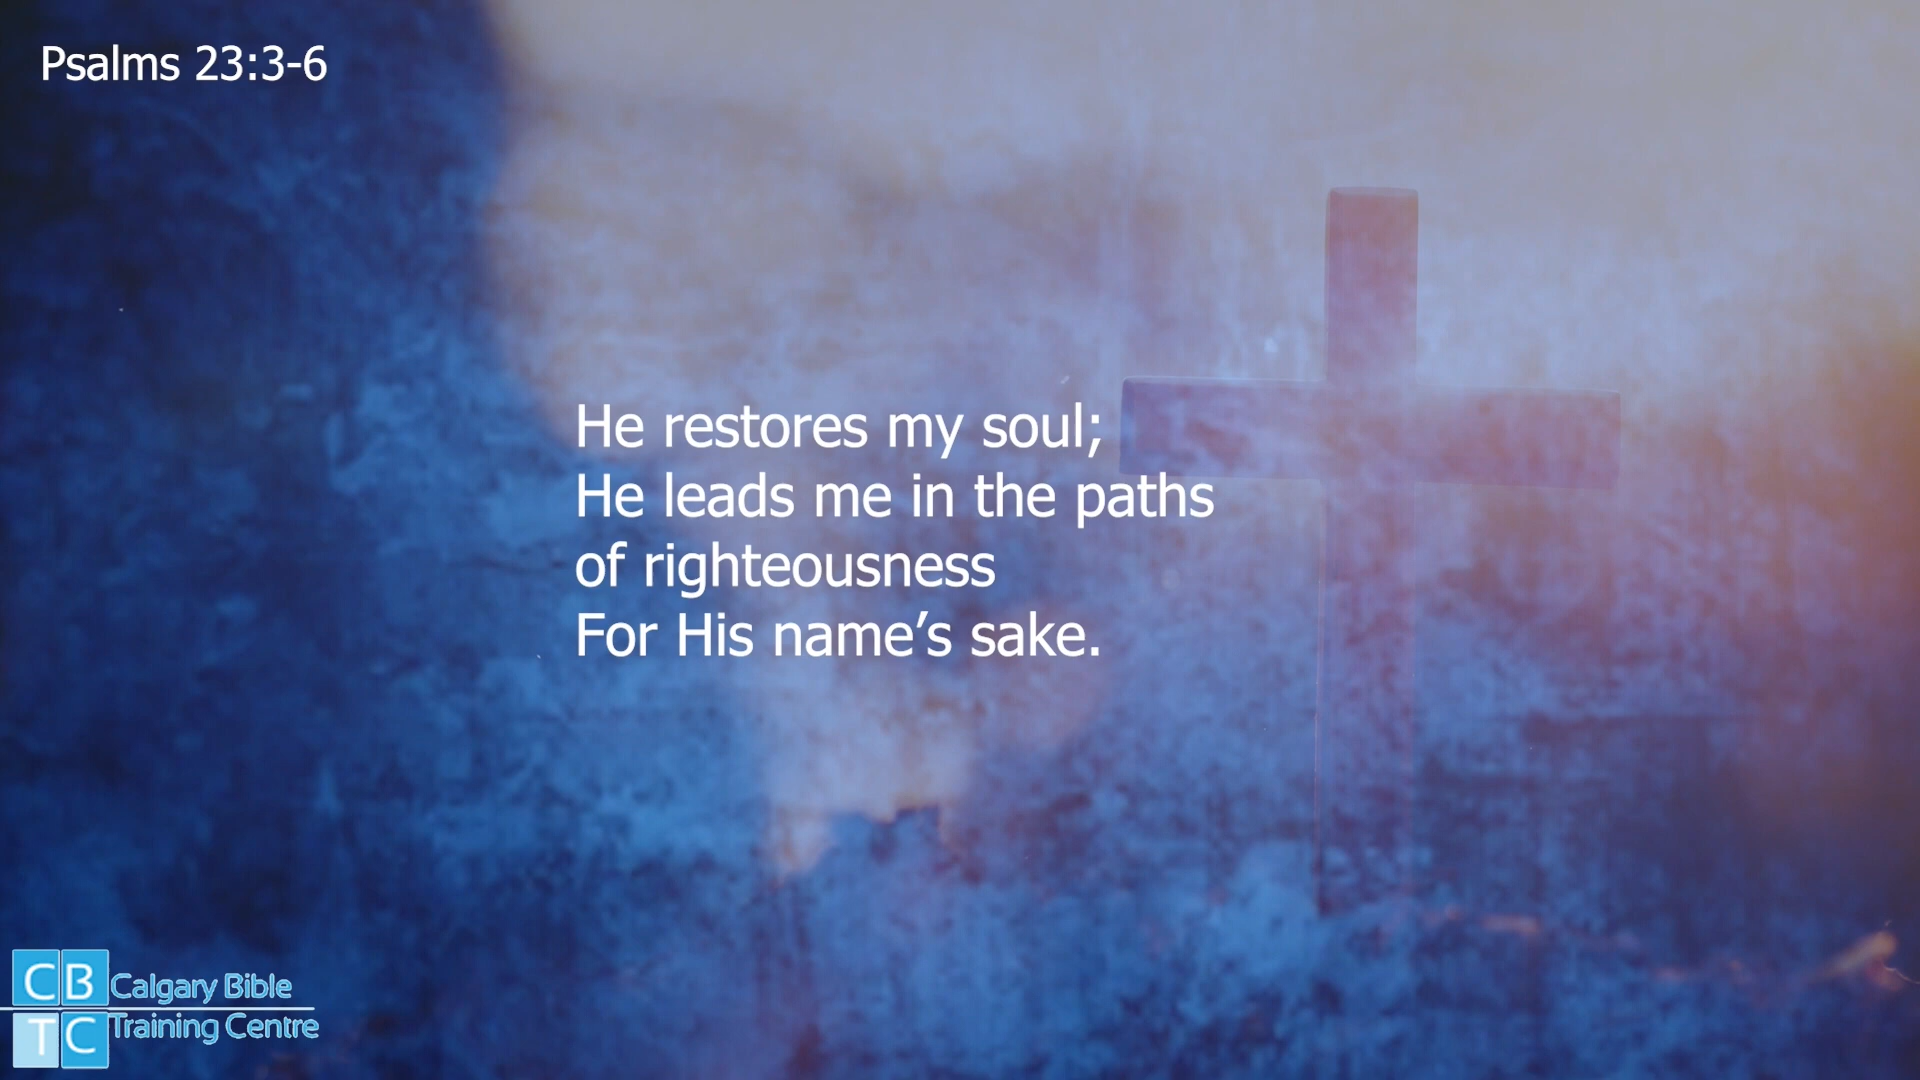 Psalms 23:3-6
He restores my soul;
He leads me in the paths
of righteousness
For His name’s sake.
CB
TC
Calgary Bible
Training Centre